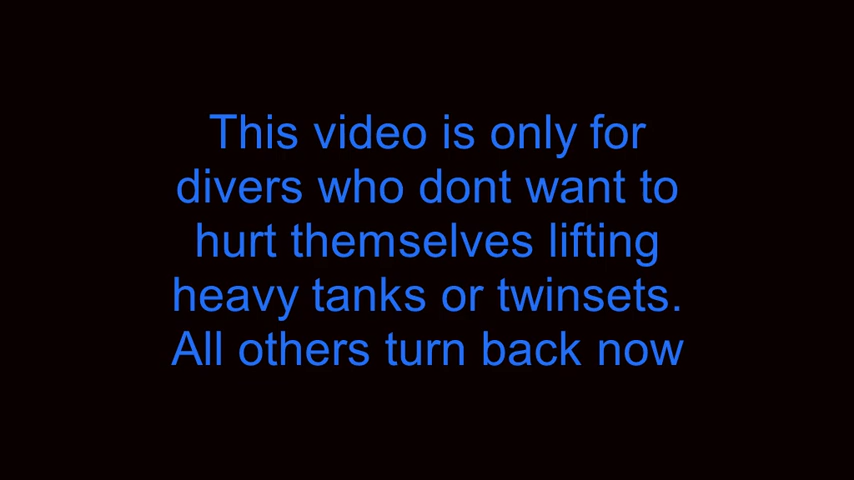 This video is only for
divers who dont want to
hurt themselves lifting
heavy tanks or twinsets.
All others turn back now